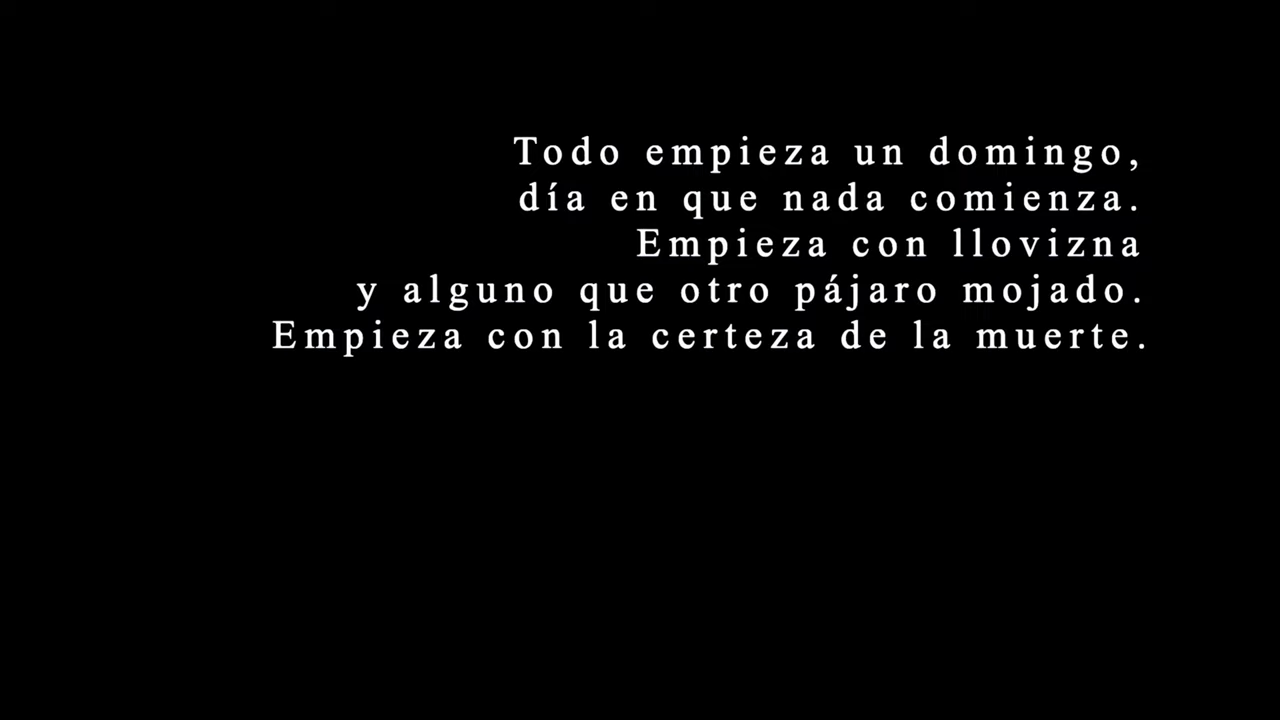 Todo empieza un domingo,
día en que nada comienza.
Empieza con llovizna
y alguno que otro pájaro mojado.
Empieza con la certeza de la muerte.